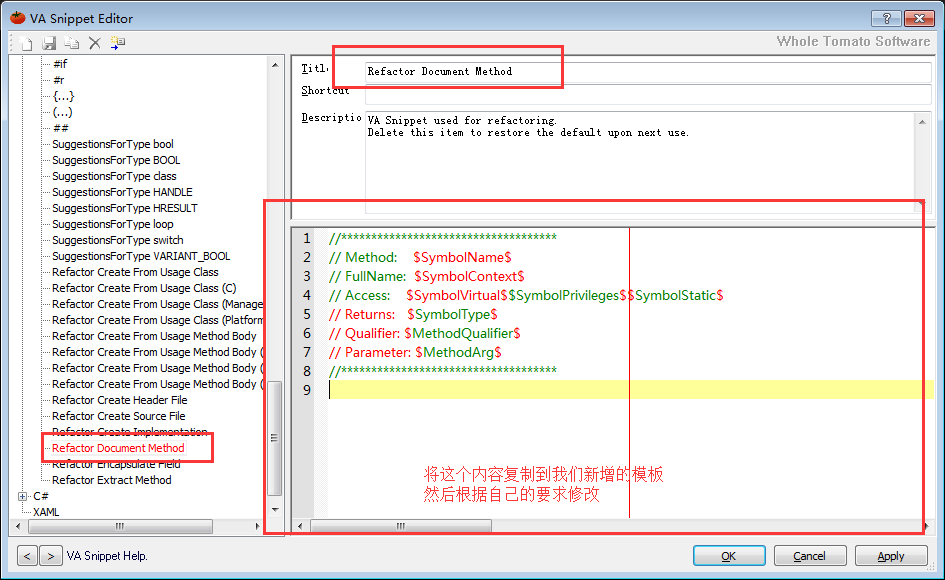 VA Snippet Editor
Whole Tomato Software
#if
#r
{...}
(...)
##
SuggestionsForType bool
SuggestionsForType BOOL
SuggestionsForType class
SuggestionsForType HANDLE
SuggestionsForType HRESULT
SuggestionsForType loop
SuggestionsForType switch
SuggestionsForType VARIANT_BOOL
Refactor Create From Usage Class
Refactor Create From Usage Class (C)
Refactor Create From Usage Class (Manage
Refactor Create From Usage Class (Platform
Refactor Create From Usage Method Body
Refactor Create From Usage Method Body (
Refactor Create From Usage Method Body (
Refactor Create From Usage Method Body (
Refactor Create Header File
Refactor Create Source File
Refactor Create Implementation
Refactor Document Method
Refactor Encapsulate Field
Refactor Extract Method
C#
XAML
Title Refactor Document Method
Shortcut
Descriptio VA Snippet used for refactoring.
Delete this item to restore the default upon next use.
1 //************************************
2 // Method: $SymbolName$
3 // FullName: $SymbolContext$
4 // Access: $SymbolVirtual$$SymbolPrivileges$$SymbolStatic$
5 // Returns: $SymbolType$
6 // Qualifier: $MethodQualifier$
7 // Parameter: $MethodArg$
8 //************************************
9
将这个内容复制到我们新增的模板
然后根据自己的要求修改
< > VA Snippet Help.
OK Cancel Apply